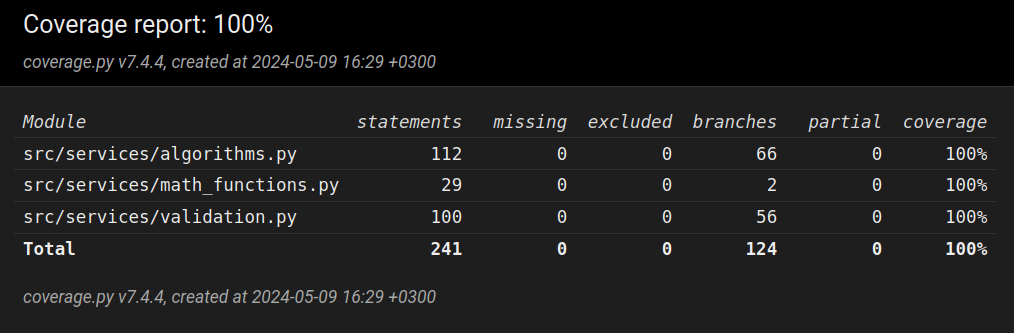 Coverage report: 100%
coverage.py v7.4.4, created at 2024-05-09 16:29 +0300
Module statements missing excluded branches partial coverage
src/services/algorithms.py 112 0 0 66 0 100%
src/services/math_functions.py 29 0 0 2 0 100%
src/services/validation.py 100 0 0 56 0 100%
Total 241 0 0 124 0 100%
coverage.py v7.4.4, created at 2024-05-09 16:29 +0300